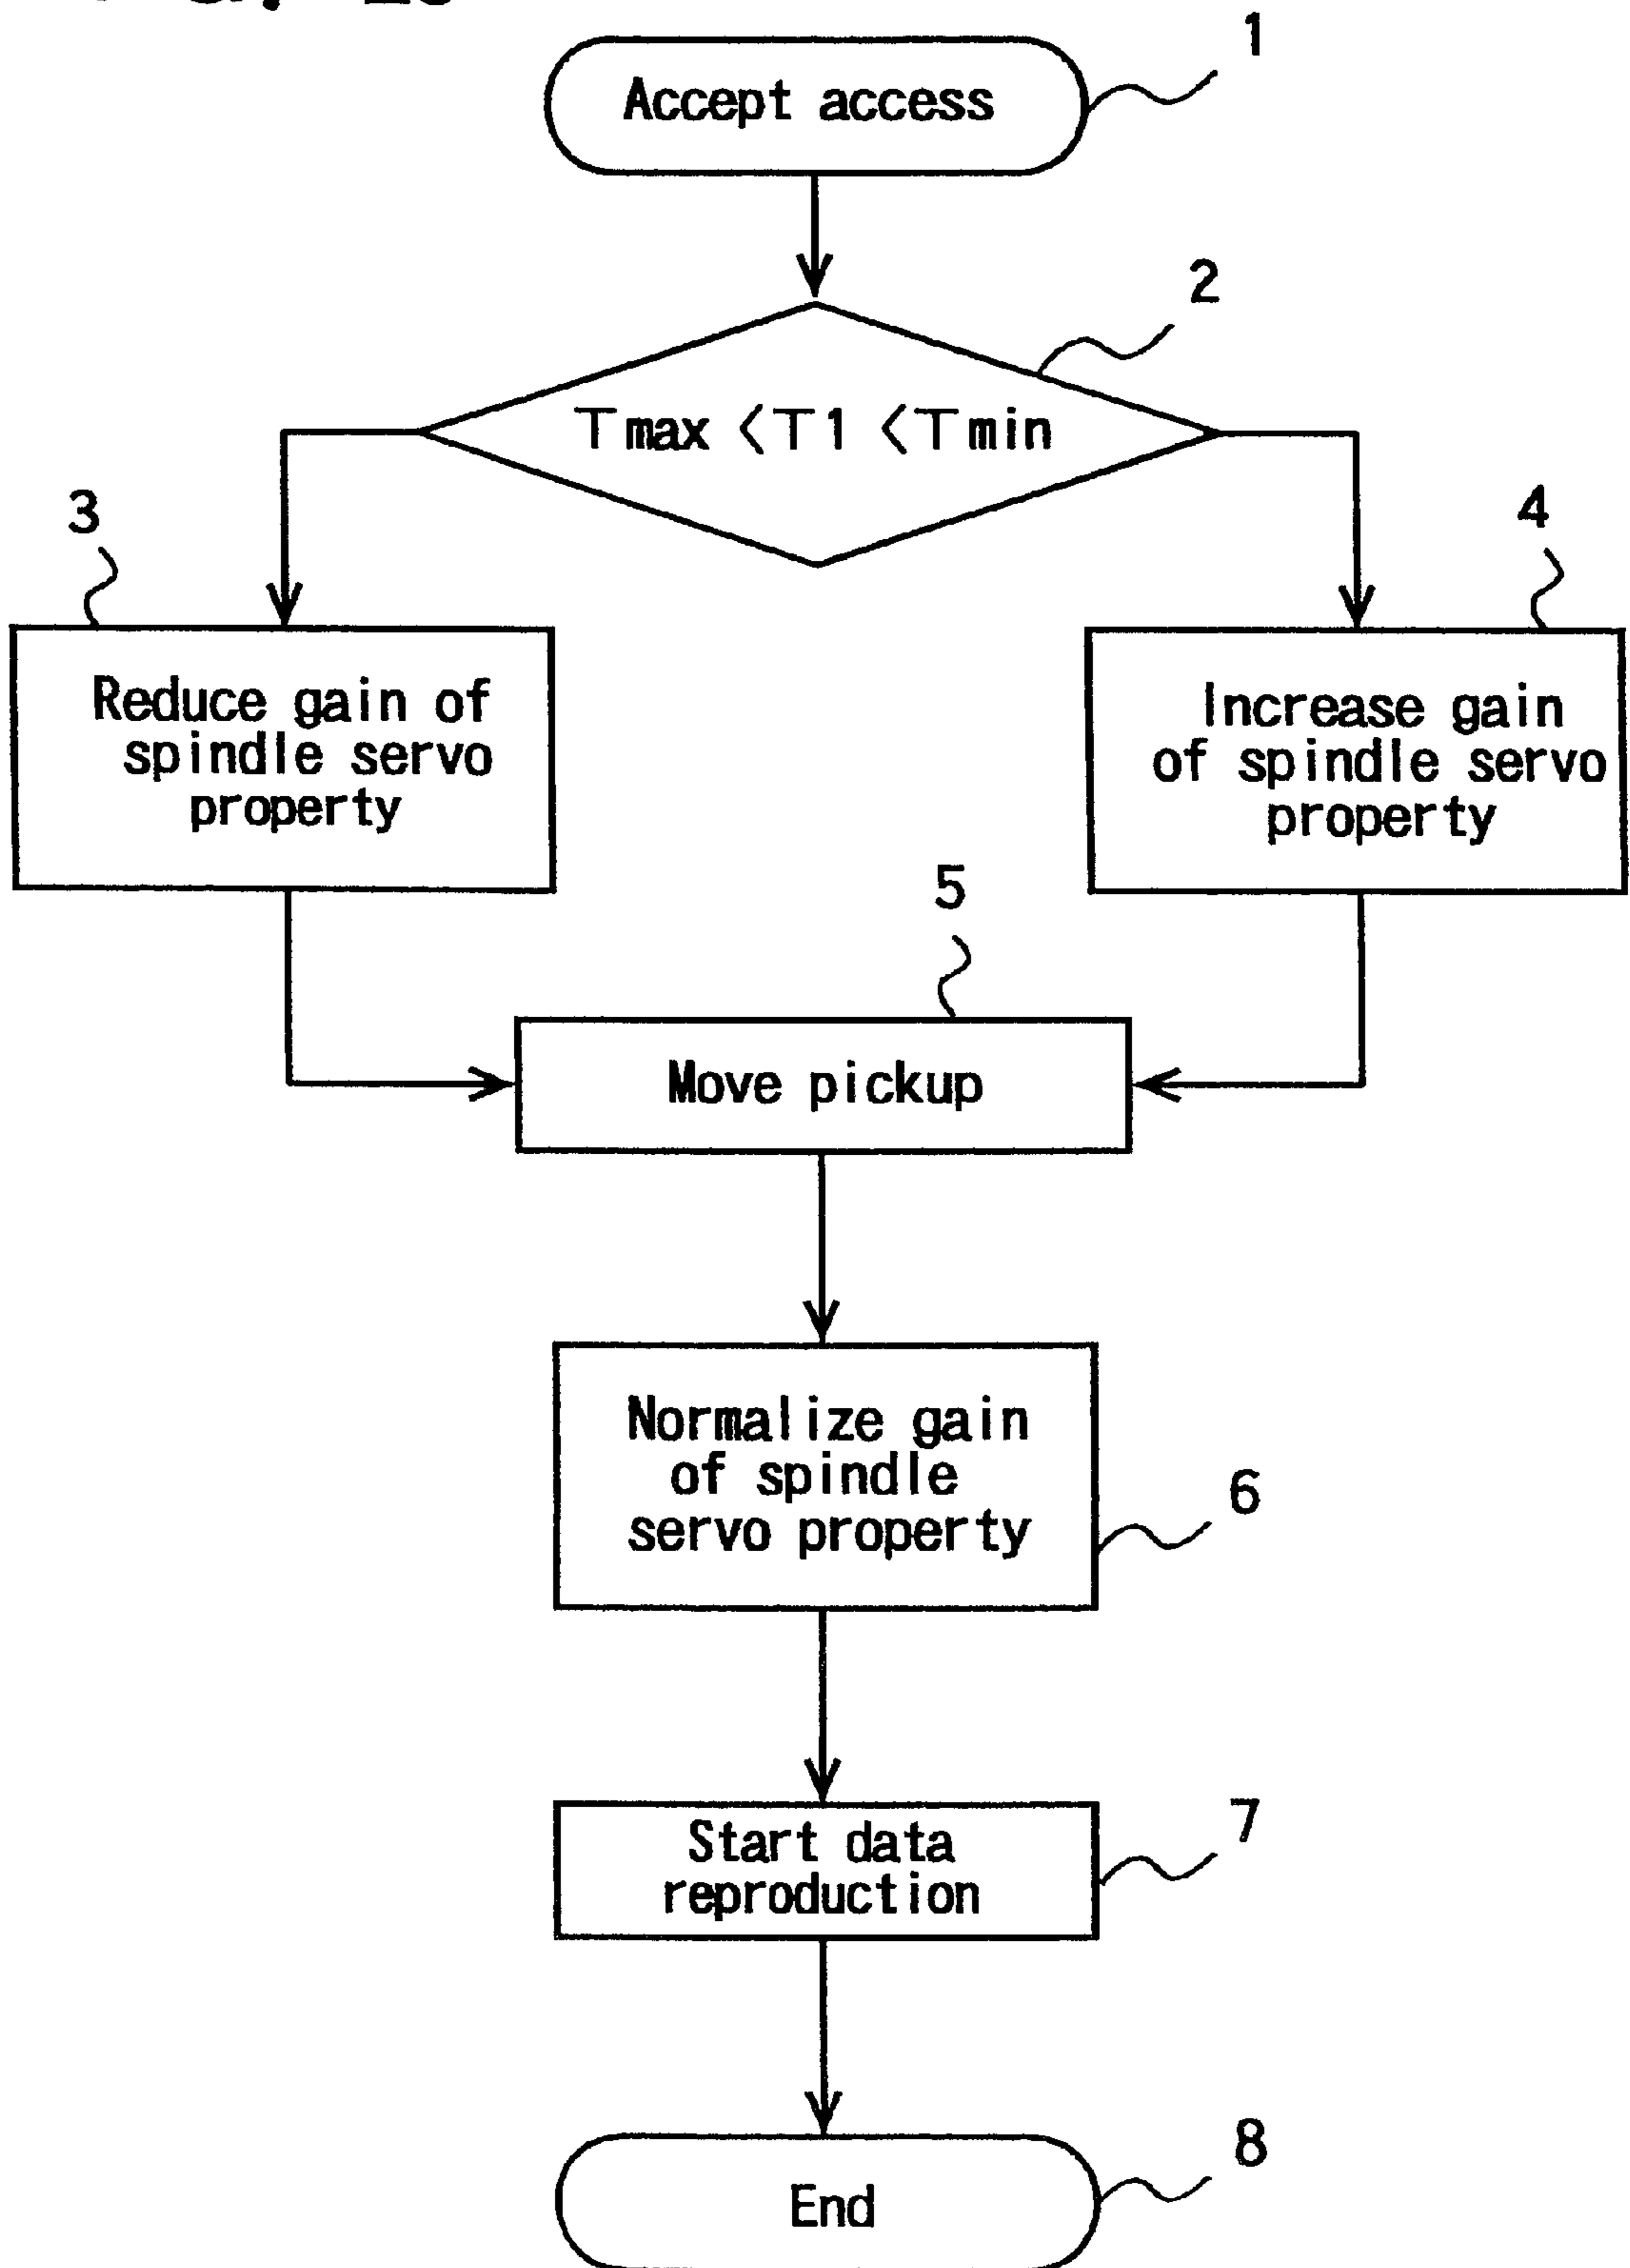 1
Accept access
2
Tmax <T1 <Tmin
3
Reduce gain of
spindle servo
property
4
Increase gain
of spindle servo
property
5
Move pickup
Normalize gain
of spindle
servo property
6
Start data
reproduction
7
End
8